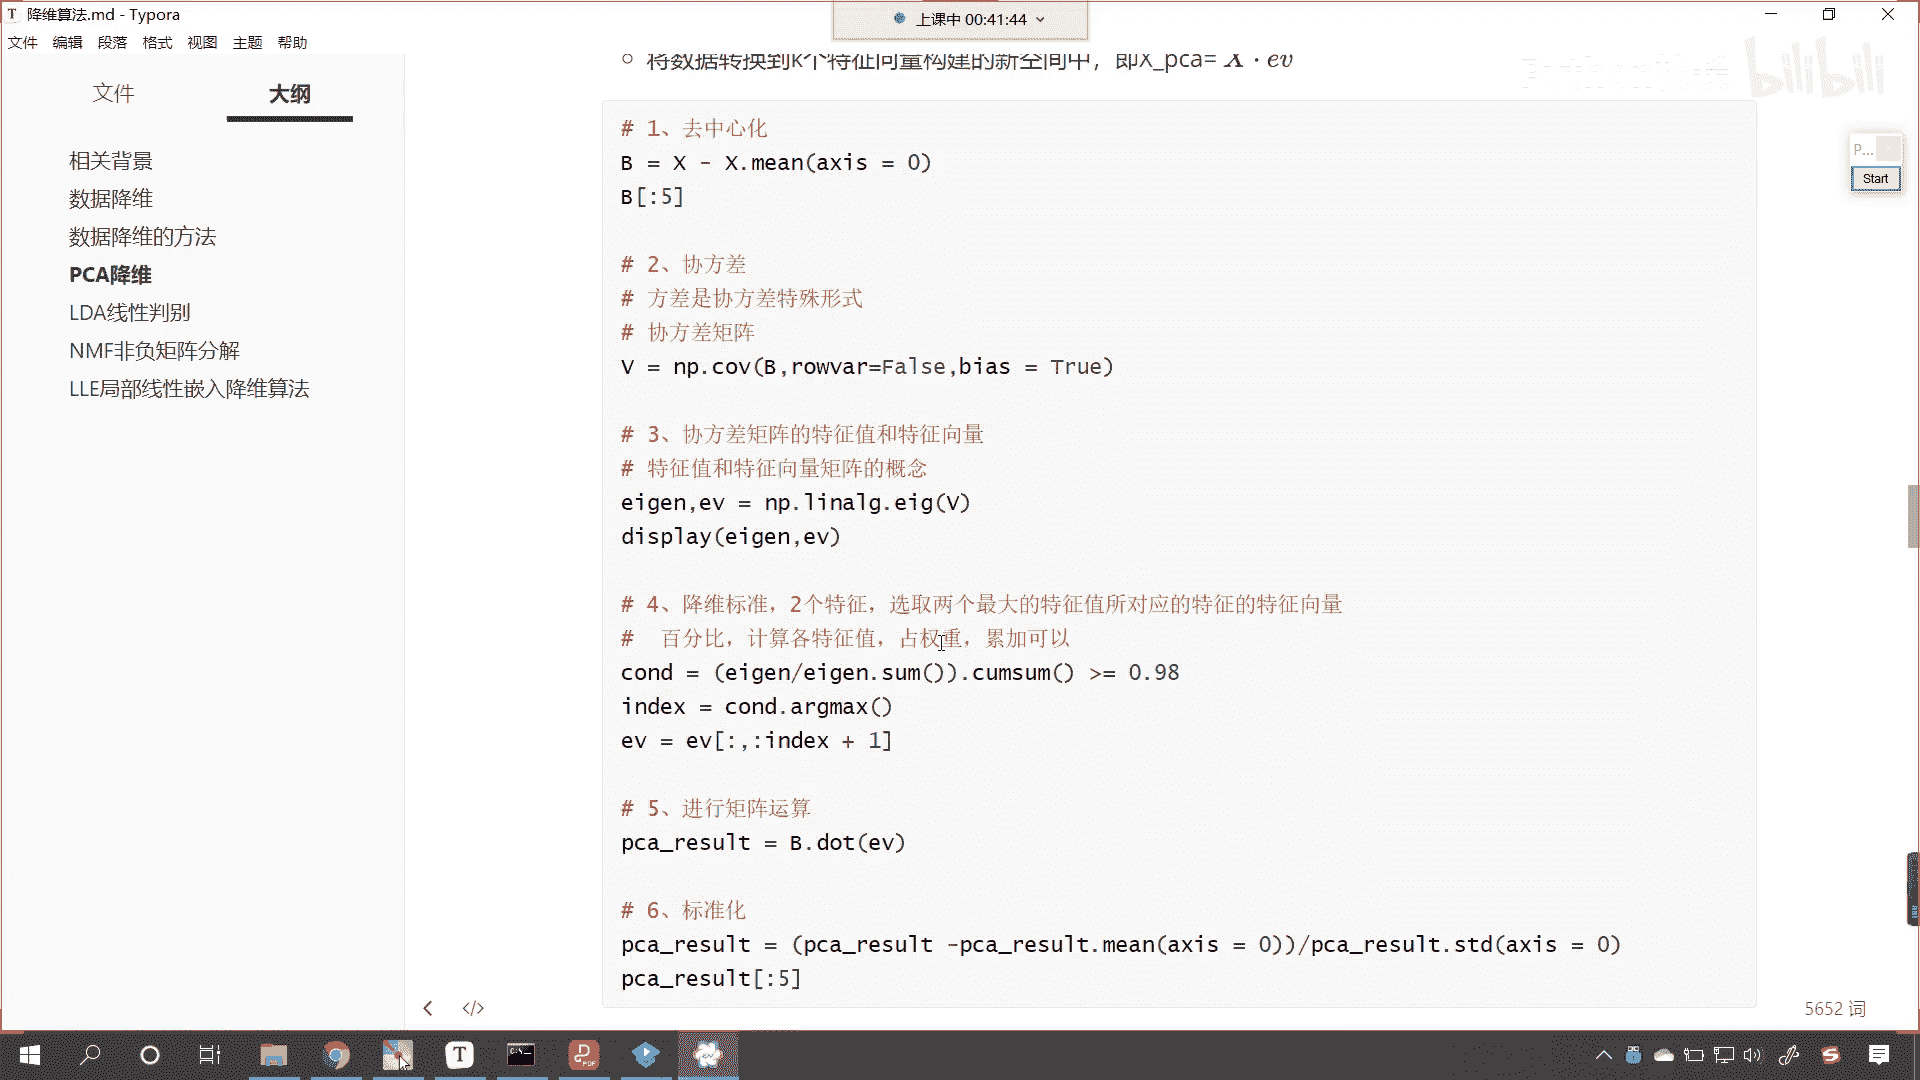 降维算法.md - Typora
上课中 00:41:44
文件 编辑 段落 格式 视图 主题 帮助
文件
大纲
相关背景
数据降维
数据降维的方法
PCA降维
LDA线性判别
NMF非负矩阵分解
LLE局部线性嵌入降维算法
将数据转换到k个特征向量构建的新空间中，即X_pca= X · ev
# 1、去中心化
B = X - X.mean(axis = 0)
B[:5]
# 2、协方差
# 方差是协方差特殊形式
# 协方差矩阵
V = np.cov(B,rowvar=False,bias = True)
# 3、协方差矩阵的特征值和特征向量
# 特征值和特征向量矩阵的概念
eigen,ev = np.linalg.eig(V)
display(eigen,ev)
# 4、降维标准，2个特征，选取两个最大的特征值所对应的特征的特征向量
#  百分比，计算各特征值，占权重，累加可以
cond = (eigen/eigen.sum()).cumsum() >= 0.98
index = cond.argmax()
ev = ev[:,:index + 1]
# 5、进行矩阵运算
pca_result = B.dot(ev)
# 6、标准化
pca_result = (pca_result -pca_result.mean(axis = 0))/pca_result.std(axis = 0)
pca_result[:5]
bilibili
P...
Start
</>
5652 词